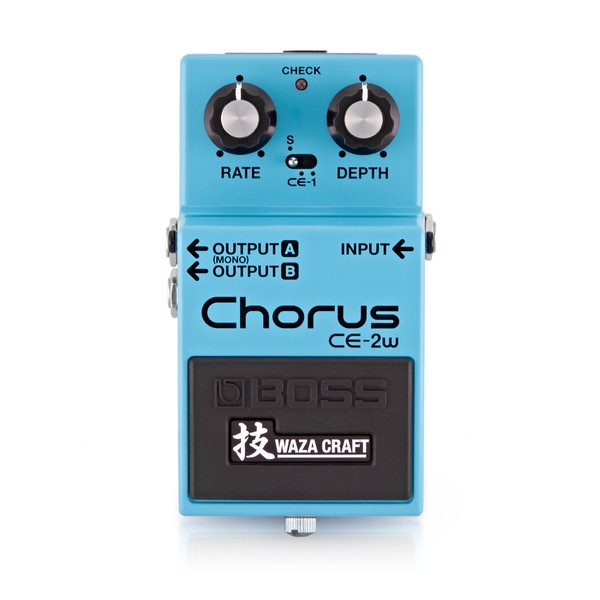 CHECK
S
CE-1
RATE
DEPTH
OUTPUT A
(MONO)
OUTPUT B
INPUT
Chorus
CE-2w
BOSS
技 WAZA CRAFT